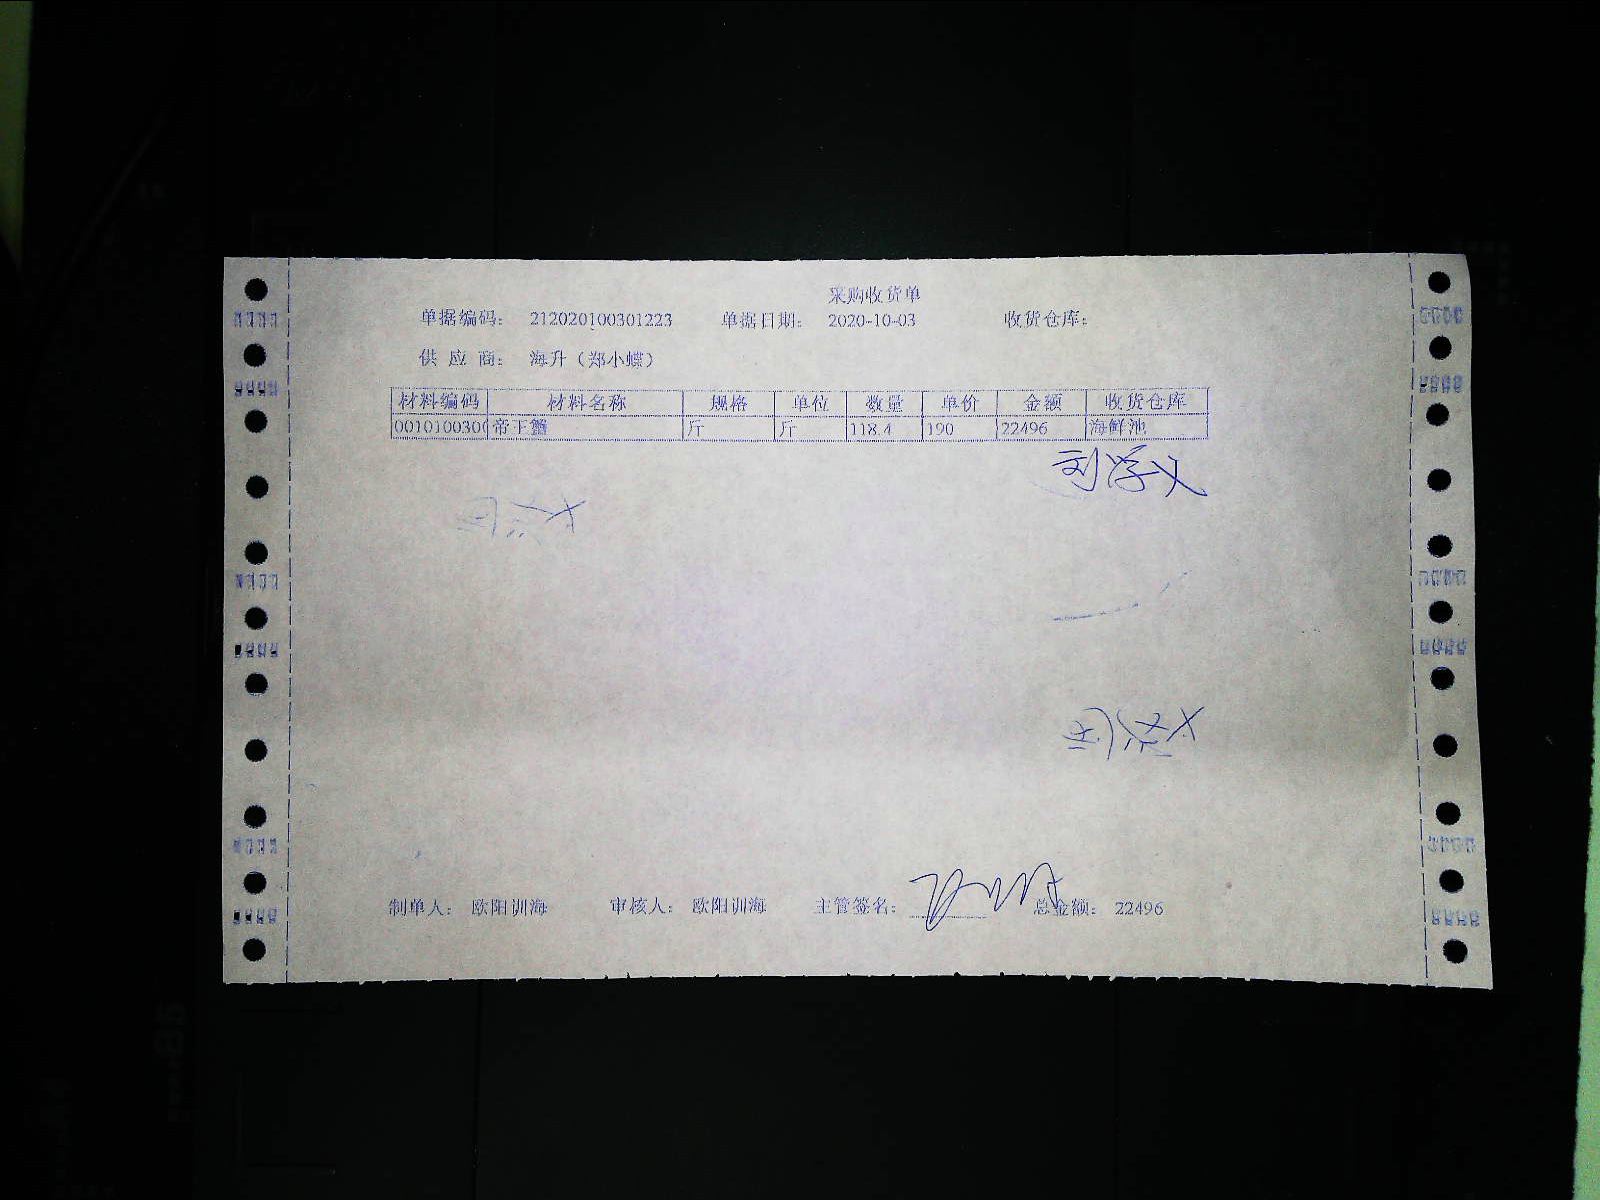 采购收货单
单据编码： 212020100301223 单据日期： 2020-10-03 收货仓库：
供 应 商： 海升（郑小蝶）
材料编码 材料名称 规格 单位 数量 单价 金额 收货仓库
001010030 帝王蟹 斤 斤 118.4 190 22496 海鲜池
刘学义
制单人： 欧阳训海 审核人： 欧阳训海 主管签名： 总金额： 22496